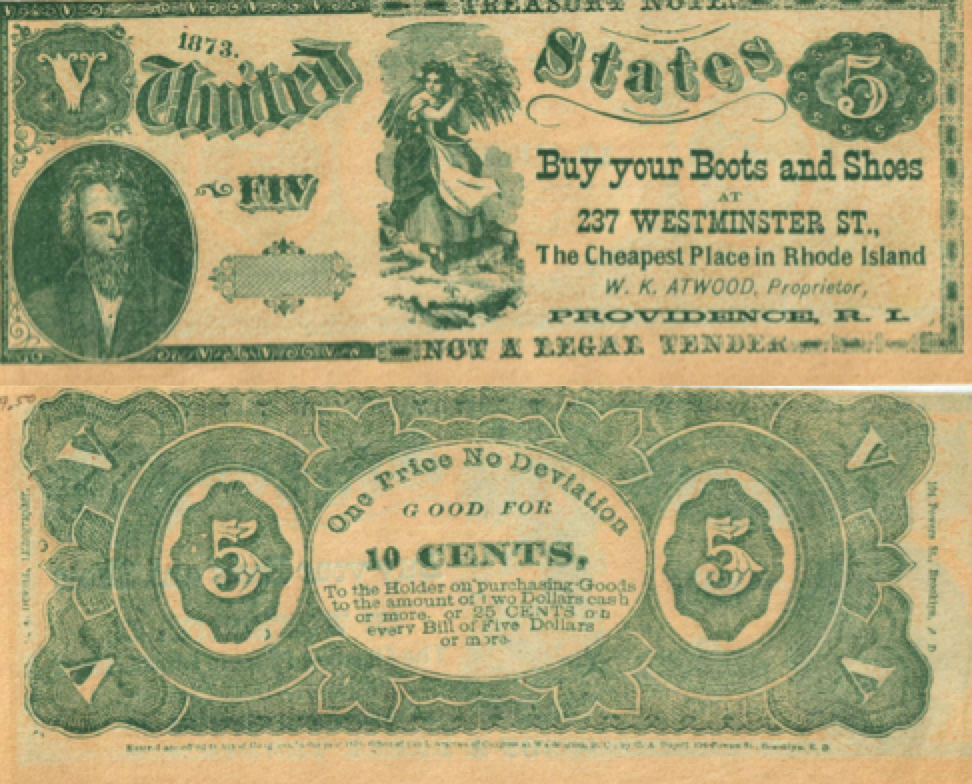 TREASURY NOTE.
V
1873.
United
States
5
FIV
Buy your Boots and Shoes
AT
237 WESTMINSTER ST.,
The Cheapest Place in Rhode Island
W. K. ATWOOD, Proprietor,
PROVIDENCE, R. I.
NOT A LEGAL TENDER
V
V
One Price No Deviation
GOOD FOR
10 CENTS,
To the Holder on purchasing Goods
to the amount of Two Dollars cash
or more, or 25 CENTS on
every Bill of Five Dollars
or more.
5
5
V
V
Brooklyn,